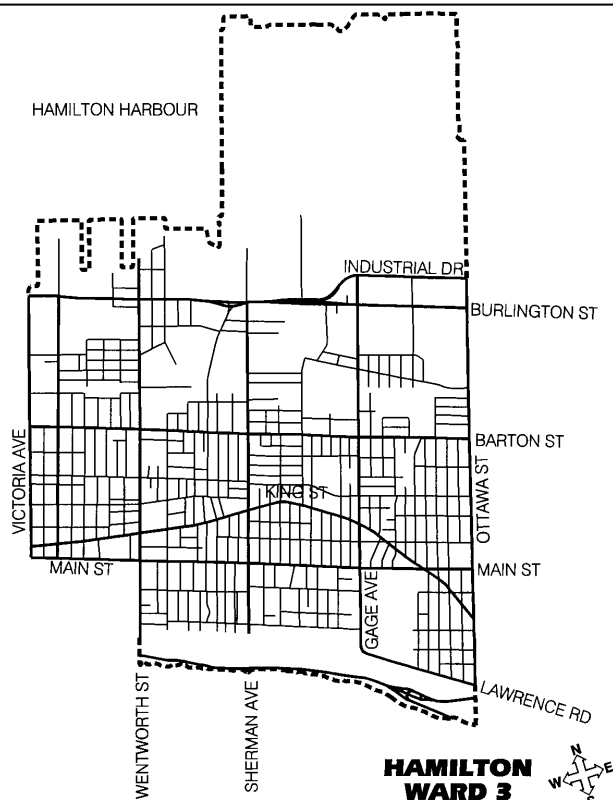 HAMILTON HARBOUR
INDUSTRIAL DR
BURLINGTON ST
BARTON ST
VICTORIA AVE
OTTAWA ST
KING ST
MAIN ST
MAIN ST
GAGE AVE
LAWRENCE RD
WENTWORTH ST
SHERMAN AVE
HAMILTON
WARD 3
N
W E
S